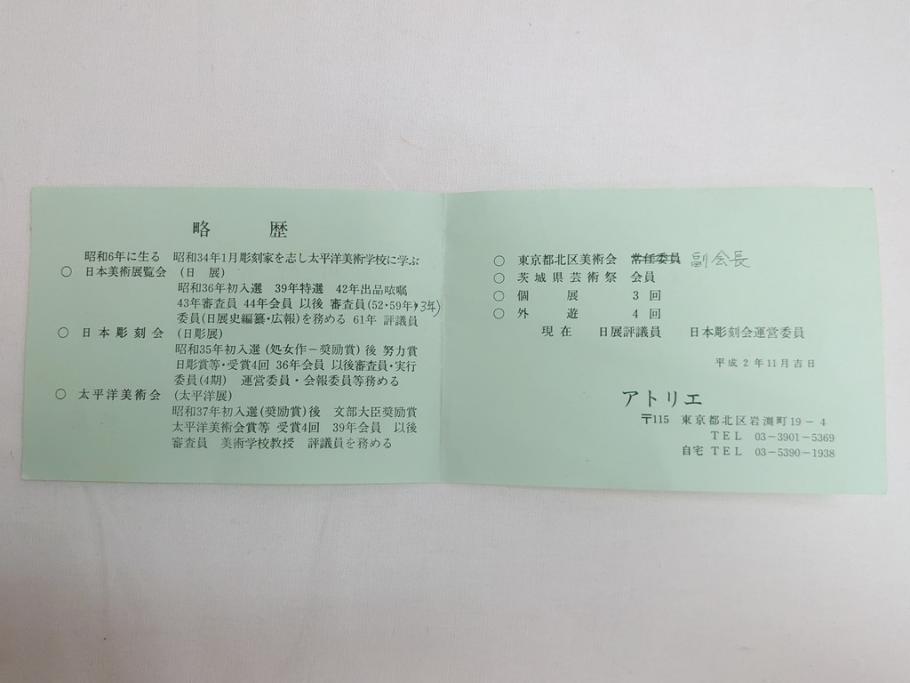 略 歴
昭和6年に生る 昭和34年1月彫刻家を志し太平洋美術学校に学ぶ
○ 日本美術展覧会 (日 展)
昭和36年初入選 39年特選 42年出品呟嘱
43年審査員 44年会員 以後 審査員(52・59年・3年)
委員(日展史編纂・広報)を務める 61年 評議員
○ 日本彫刻会 (日彫展)
昭和35年初入選(処女作−奨励賞)後 努力賞
日彫賞等・受賞4回 36年会員 以後審査員・実行
委員(4期) 運営委員・会報委員等務める
○ 太平洋美術会 (太平洋展)
昭和37年初入選(奨励賞)後 文部大臣奨励賞
太平洋美術会賞等 受賞4回 39年会員 以後
審査員 美術学校教授 評議員を務める
○ 東京都北区美術会 常任委員 副会長
○ 茨城県芸術祭 会員
○ 個 展 3回
○ 外 遊 4回
現在 日展評議員 日本彫刻会運営委員
平成2年11月吉日
アトリエ
〒115 東京都北区岩淵町19−4
TEL 03−3901−5369
自宅 TEL 03−5390−1938